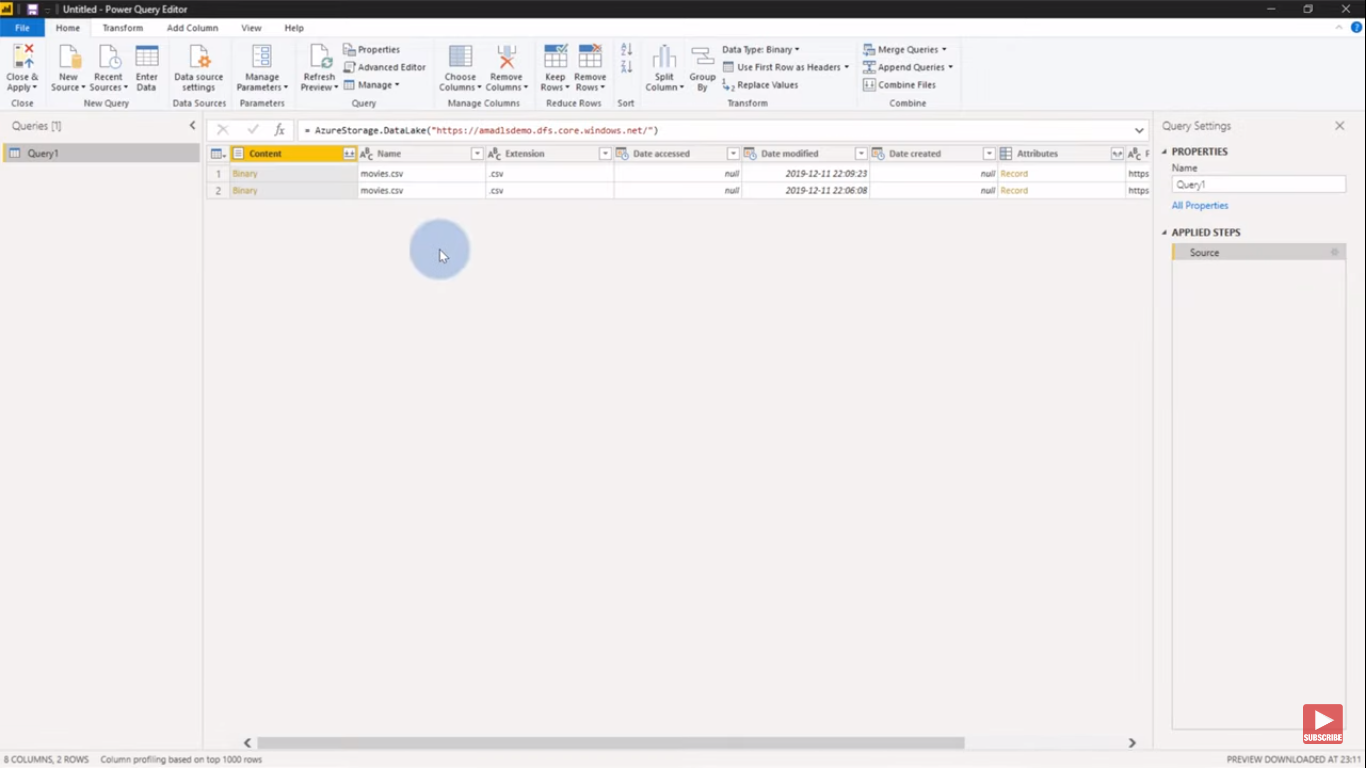 Untitled - Power Query Editor
File Home Transform Add Column View Help
Close & Apply
New Source
Recent Sources
Enter Data
Data source settings
Manage Parameters
Refresh Preview
Properties
Advanced Editor
Manage
Choose Columns
Remove Columns
Keep Rows
Remove Rows
Split Column
Group By
Data Type: Binary
Use First Row as Headers
Replace Values
Merge Queries
Append Queries
Combine Files
Close New Query Data Sources Parameters Query Manage Columns Reduce Rows Sort Transform Combine
Queries [1]
Query1
fx = AzureStorage.DataLake("https://amadlsdemo.dfs.core.windows.net/")
Content Name Extension Date accessed Date modified Date created Attributes F
1 Binary movies.csv .csv null 2019-12-11 22:09:23 null Record https
2 Binary movies.csv .csv null 2019-12-11 22:06:08 null Record https
Query Settings
PROPERTIES
Name
Query1
All Properties
APPLIED STEPS
Source
SUBSCRIBE
8 COLUMNS, 2 ROWS Column profiling based on top 1000 rows PREVIEW DOWNLOADED AT 23:11